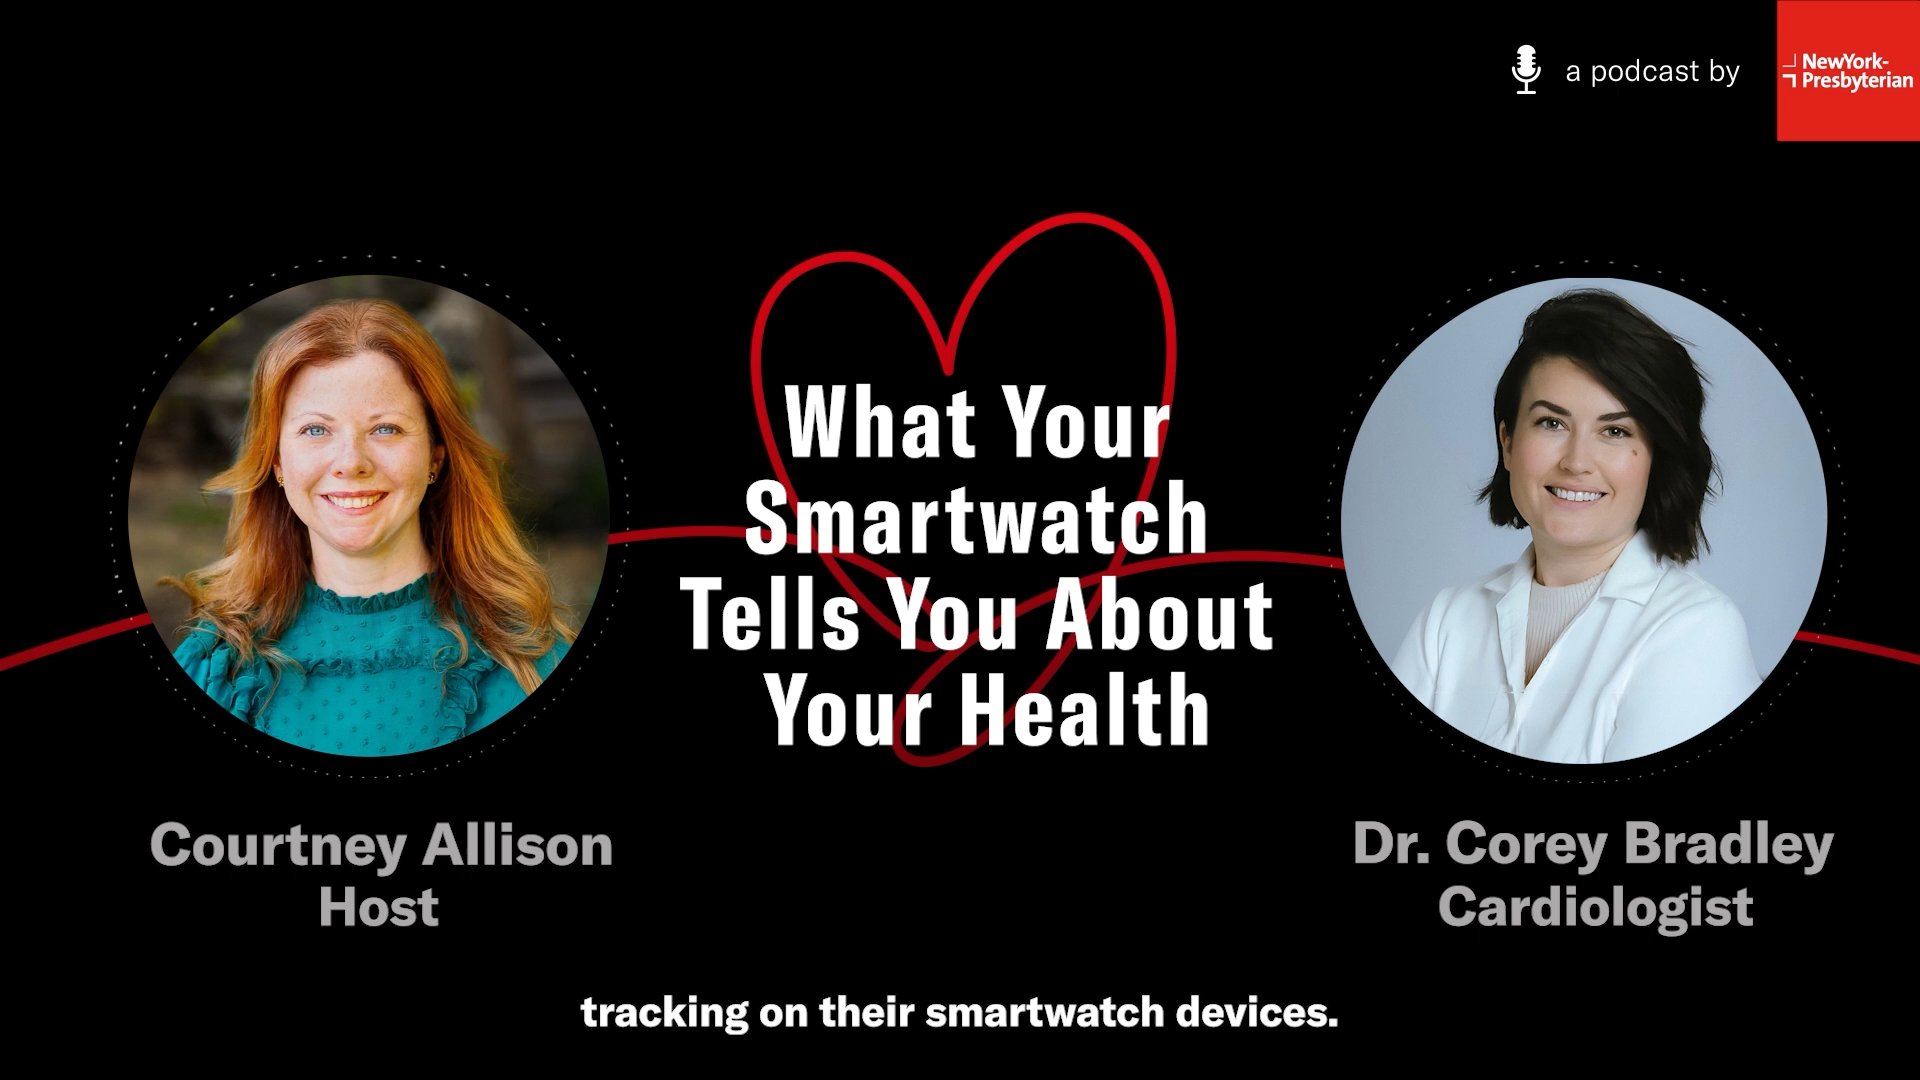 a podcast by
NewYork-
Presbyterian
What Your
Smartwatch
Tells You About
Your Health
Courtney Allison
Host
Dr. Corey Bradley
Cardiologist
tracking on their smartwatch devices.